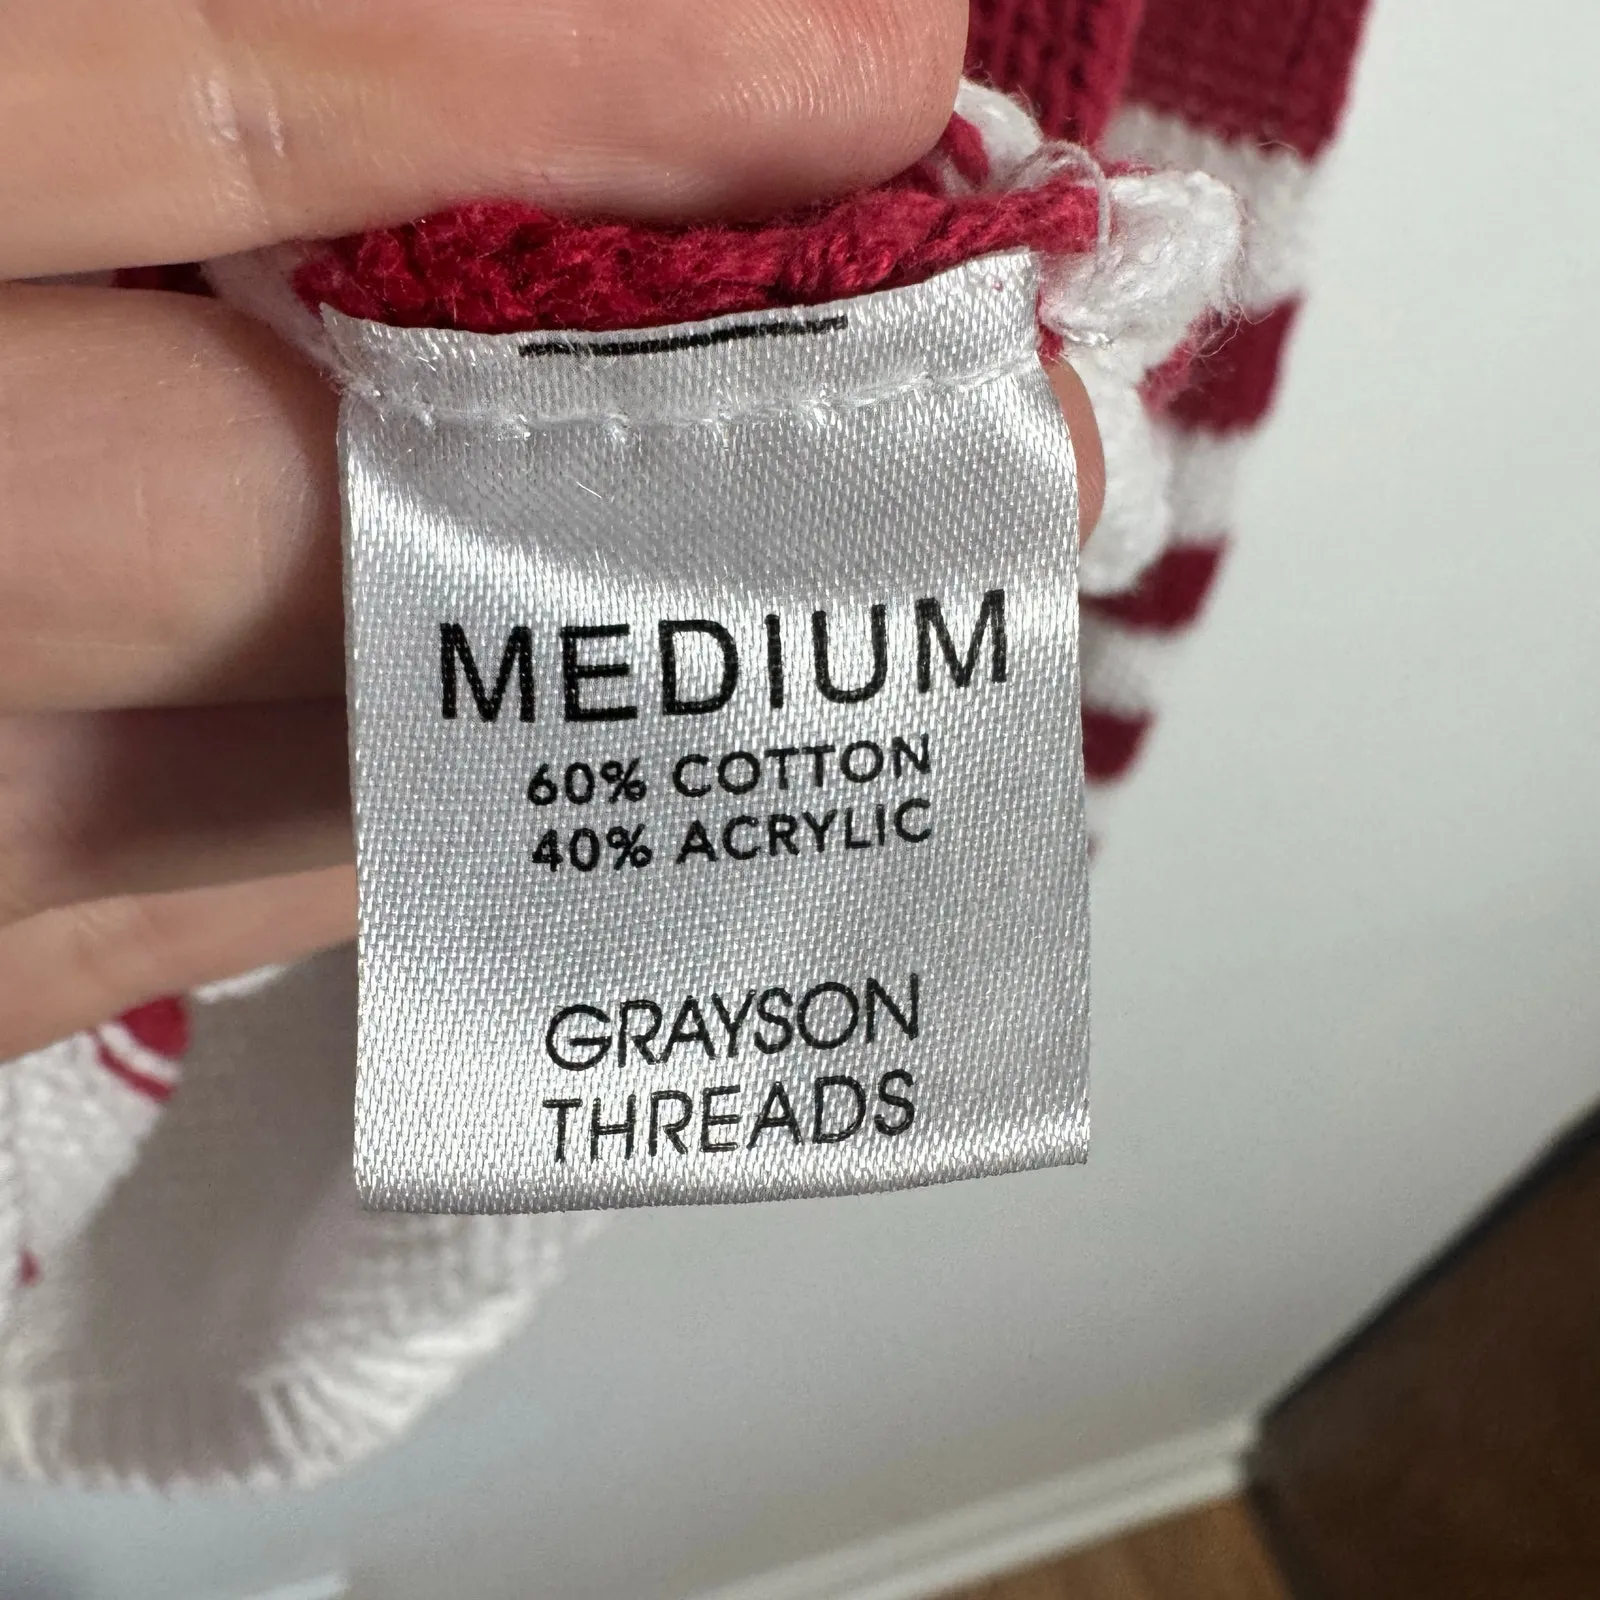 MEDIUM
60% COTTON
40% ACRYLIC
GRAYSON
THREADS